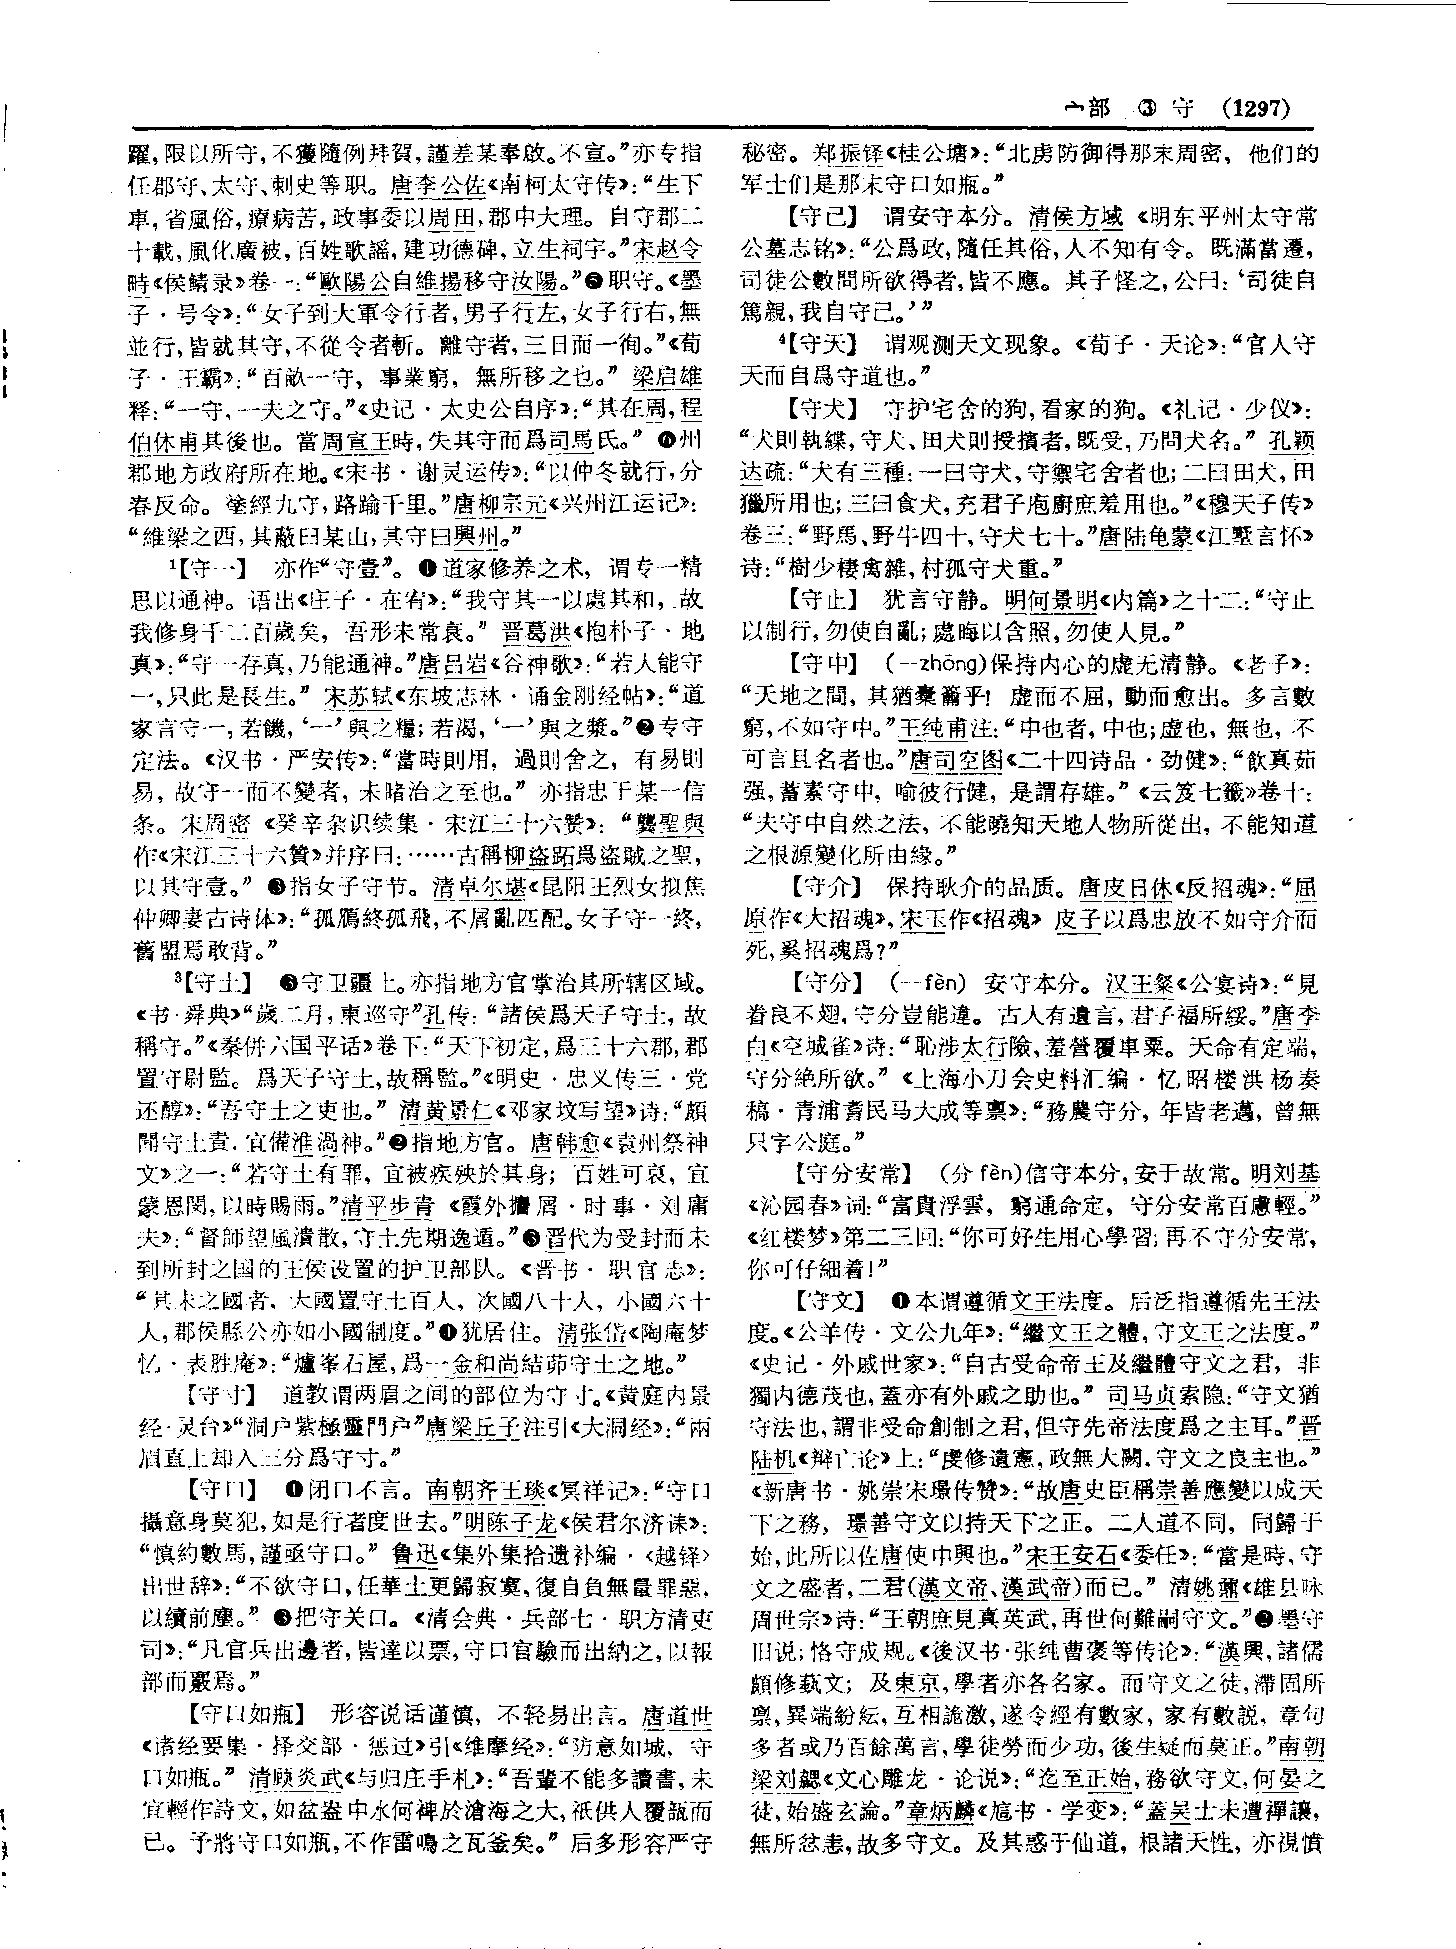 宀部 ③ 守 (1297)
躍，限以所守，不獲隨例拜賀，謹差某奉啟。不宣。”亦专指
任郡守、太守、刺史等职。唐李公佐《南柯太守传》：“生下
車，省風俗，療病苦，政事委以周田，郡中大理。自守郡二
十載，風化廣被，百姓歌謠，建功德碑，立生祠宇。”宋赵令
畤《侯鲭录》卷一：“歐陽公自維揚移守汝陽。”❺职守。《墨
子·号令》：“女子到大軍令行者，男子行左，女子行右，無
並行，皆就其守，不從令者斬。離守者，三日而一徇。”《荀
子·王霸》：“百畝一守，事業窮，無所移之也。”梁启雄
释：“一守，一夫之守。”《史记·太史公自序》：“其在周，程
伯休甫其後也。當周宣王時，失其守而爲司馬氏。”❻州
郡地方政府所在地。《宋书·谢灵运传》：“以仲冬就行，分
春反命。塗經九守，路踰千里。”唐柳宗元《兴州江运记》：
“維梁之西，其蔽曰某山，其守曰興州。”
¹【守一】 亦作“守壹”。❶道家修养之术，谓专一精
思以通神。语出《庄子·在宥》：“我守其一以處其和，故
我修身千二百歲矣，吾形未常衰。”晋葛洪《抱朴子·地
真》：“守一存真，乃能通神。”唐吕岩《谷神歌》：“若人能守
一，只此是長生。”宋苏轼《东坡志林·诵金刚经帖》：“道
家言守一，若饑，‘一’與之糧；若渴，‘一’與之漿。”❷专守
定法。《汉书·严安传》：“當時則用，過則舍之，有易則
易，故守一而不變者，未睹治之至也。”亦指忠于某一信
条。宋周密《癸辛杂识续集·宋江三十六赞》：“龔聖與
作《宋江三十六贊》并序曰：……古稱柳盜跖爲盜賊之聖，
以其守壹。”❸指女子守节。清卓尔堪《昆阳王烈女拟焦
仲卿妻古诗体》：“孤鴈終孤飛，不屑亂匹配。女子守一終，
舊盟焉敢背。”
³【守土】 ❶守卫疆土。亦指地方官掌治其所辖区域。
《书·舜典》“歲二月，東巡守”孔传：“諸侯爲天子守土，故
稱守。”《秦併六国平话》卷下：“天下初定，爲三十六郡，郡
置守尉監。爲天子守土，故稱監。”《明史·忠义传三·党
还醇》：“吾守土之吏也。”清黄景仁《邓家坟写望》诗：“頗
聞守土責，宜備淮渦神。”❷指地方官。唐韩愈《袁州祭神
文》之一：“若守土有罪，宜被疾殃於其身；百姓可哀，宜
蒙恩閔，以時賜雨。”清平步青《霞外攟屑·时事·刘庸
夫》：“督師望風潰散，守土先期逸遁。”❸晋代为受封而未
到所封之国的王侯设置的护卫部队。《晋书·职官志》：
“其未之國者，大國置守土百人，次國八十人，小國六十
人，郡侯縣公亦如小國制度。”❹犹居住。清张岱《陶庵梦
忆·表胜庵》：“爐峯石屋，爲一金和尚結茆守土之地。”
【守寸】 道教谓两眉之间的部位为守寸。《黄庭内景
经·灵台》“洞户紫極靈門户”唐梁丘子注引《大洞经》：“兩
眉直上却入三分爲守寸。”
【守口】 ❶闭口不言。南朝齐王琰《冥祥记》：“守口
攝意身莫犯，如是行者度世去。”明陈子龙《侯君尔济诔》：
“慎約數馬，謹亟守口。”鲁迅《集外集拾遗补编·〈越铎〉
出世辞》：“不欲守口，任華土更歸寂寞，復自負無量罪惡，
以續前塵。”❷把守关口。《清会典·兵部七·职方清吏
司》：“凡官兵出邊者，皆達以票，守口官驗而出納之，以報
部而覈焉。”
【守口如瓶】 形容说话谨慎，不轻易出言。唐道世
《诸经要集·择交部·惩过》引《维摩经》：“防意如城，守
口如瓶。”清顾炎武《与归庄手札》：“吾輩不能多讀書，未
宜輕作詩文，如盆盎中水何裨於滄海之大，祇供人覆瓿而
已。予將守口如瓶，不作雷鳴之瓦釜矣。”后多形容严守
秘密。郑振铎《桂公塘》：“北虏防御得那末周密，他们的
军士们是那末守口如瓶。”
【守己】 谓安守本分。清侯方域《明东平州太守常
公墓志铭》：“公爲政，隨任其俗，人不知有令。既滿當遷，
司徒公數問所欲得者，皆不應。其子怪之，公曰：‘司徒自
篤親，我自守己。’”
⁴【守天】 谓观测天文现象。《荀子·天论》：“官人守
天而自爲守道也。”
【守犬】 守护宅舍的狗，看家的狗。《礼记·少仪》：
“犬則執緤，守犬、田犬則授擯者，既受，乃問犬名。”孔颖
达疏：“犬有三種：一曰守犬，守禦宅舍者也；二曰田犬，田
獵所用也；三曰食犬，充君子庖廚庶羞用也。”《穆天子传》
卷三：“野馬、野牛四十，守犬七十。”唐陆龟蒙《江墅言怀》
诗：“樹少棲禽雜，村孤守犬重。”
【守止】 犹言守静。明何景明《内篇》之十二：“守止
以制行，勿使自亂；處晦以含照，勿使人見。”
【守中】 (—zhōng)保持内心的虚无清静。《老子》：
“天地之間，其猶橐籥乎！虚而不屈，動而愈出。多言數
窮，不如守中。”王纯甫注：“中也者，中也；虚也，無也，不
可言且名者也。”唐司空图《二十四诗品·劲健》：“飲真茹
强，蓄素守中，喻彼行健，是謂存雄。”《云笈七籤》卷十：
“夫守中自然之法，不能曉知天地人物所從出，不能知道
之根源變化所由緣。”
【守介】 保持耿介的品质。唐皮日休《反招魂》：“屈
原作《大招魂》，宋玉作《招魂》 皮子以爲忠放不如守介而
死，奚招魂爲？”
【守分】 (—fèn) 安守本分。汉王粲《公宴诗》：“見
眷良不翅，守分豈能違。古人有遺言，君子福所綏。”唐李
白《空城雀》诗：“恥涉太行險，羞營覆車粟。天命有定端，
守分絶所欲。”《上海小刀会史料汇编·忆昭楼洪杨奏
稿·青浦耆民马大成等禀》：“務農守分，年皆老邁，曾無
只字公庭。”
【守分安常】 (分 fèn)信守本分，安于故常。明刘基
《沁园春》词：“富貴浮雲，窮通命定，守分安常百慮輕。”
《红楼梦》第二三回：“你可好生用心學習；再不守分安常，
你可仔細着！”
【守文】 ❶本谓遵循文王法度。后泛指遵循先王法
度。《公羊传·文公九年》：“繼文王之體，守文王之法度。”
《史记·外戚世家》：“自古受命帝王及繼體守文之君，非
獨内德茂也，蓋亦有外戚之助也。”司马贞索隐：“守文猶
守法也，謂非受命創制之君，但守先帝法度爲之主耳。”晋
陆机《辩亡论》上：“虔修遺憲，政無大闕，守文之良主也。”
《新唐书·姚崇宋璟传赞》：“故唐史臣稱崇善應變以成天
下之務，璟善守文以持天下之正。二人道不同，同歸于
治，此所以佐唐使中興也。”宋王安石《委任》：“當是時，守
文之盛者，二君(漢文帝、漢武帝)而已。”清姚鼐《雄县咏
周世宗》诗：“王朝庶見真英武，再世何難嗣守文。”❷墨守
旧说；恪守成规。《後汉书·张纯曹褒等传论》：“漢興，諸儒
頗修蓺文；及東京，學者亦各名家。而守文之徒，滯固所
禀，異端紛紜，互相詭激，遂令經有數家，家有數説，章句
多者或乃百餘萬言，學徒勞而少功，後生疑而莫正。”南朝
梁刘勰《文心雕龙·论说》：“迄至正始，務欲守文，何晏之
徒，始盛玄論。”章炳麟《訄书·学变》：“蓋吴士未遭禪讓，
無所忿恚，故多守文。及其惑于仙道，根諸天性，亦視憤